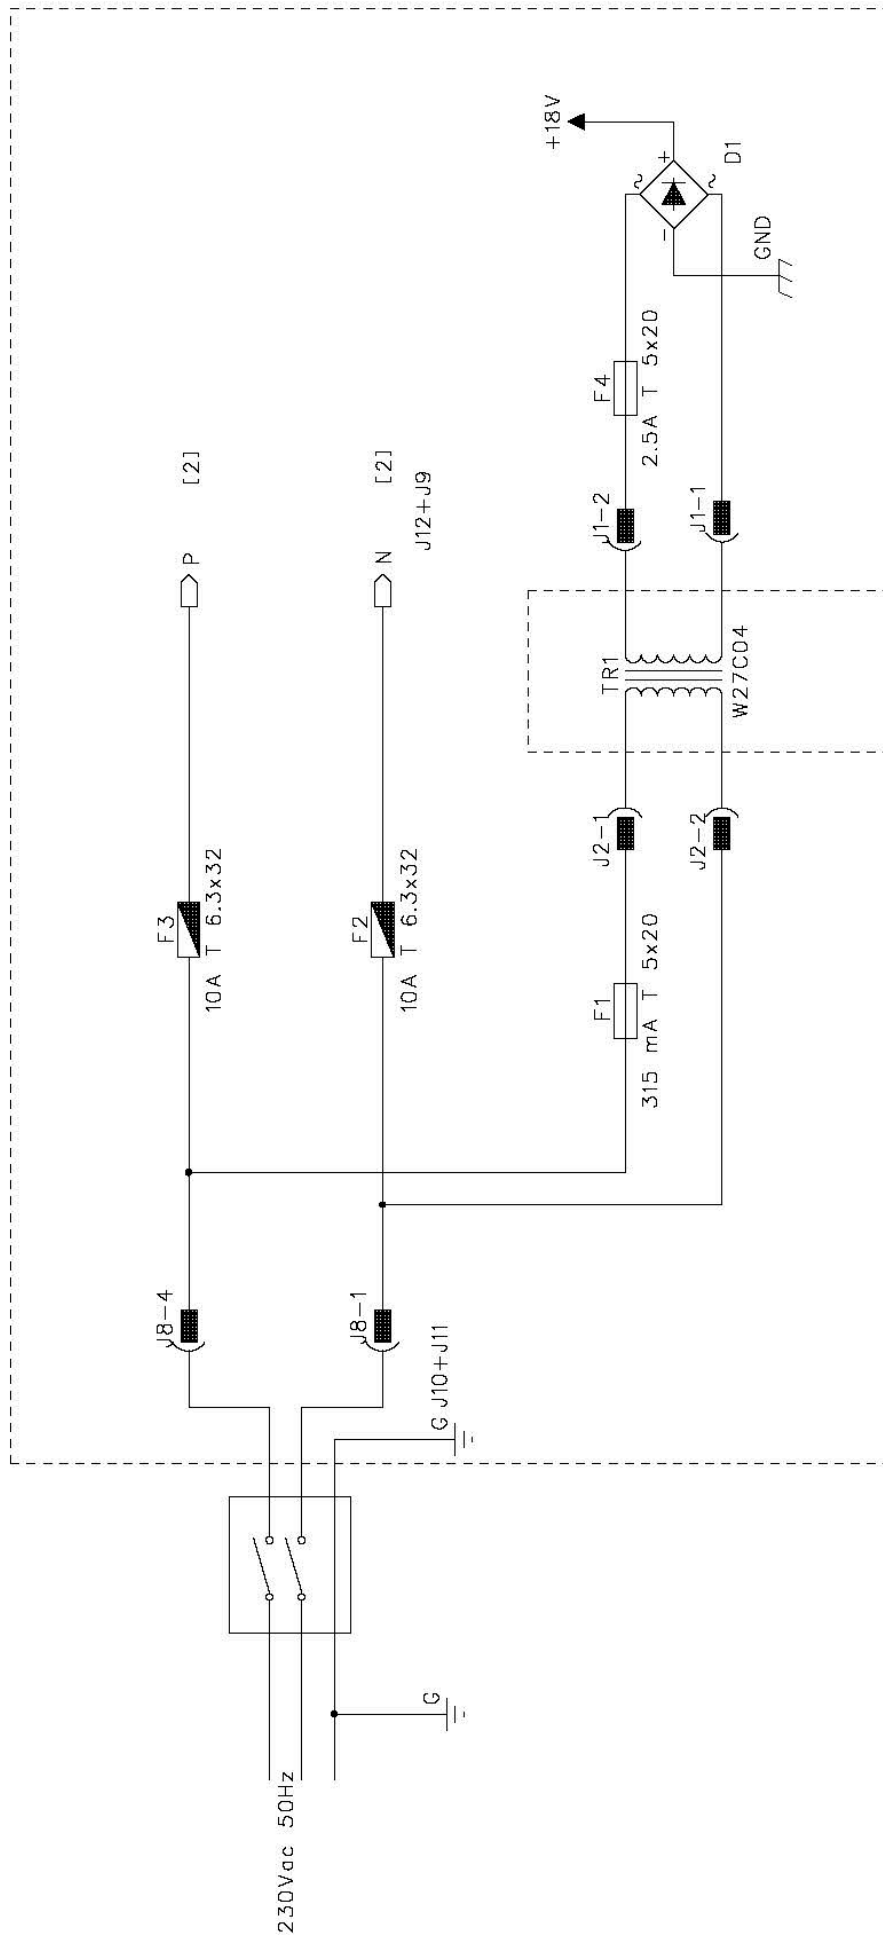 230Vac 50Hz
G
G J10+J11
J8-4
J8-1
F3
10A T 6.3x32
F2
10A T 6.3x32
P [2]
N [2]
J12+J9
F1
315 mA T 5x20
J2-1
J2-2
TR1
W27C04
J1-2
J1-1
F4
2.5A T 5x20
GND
+18V
~
+
-
~
D1